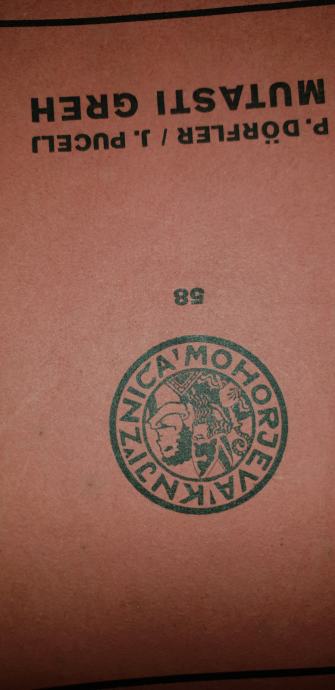 58
P. DÖRFLER / J. PUCELJ
MUTASTI GREH
MOHORJEVA KNJIŽNICA